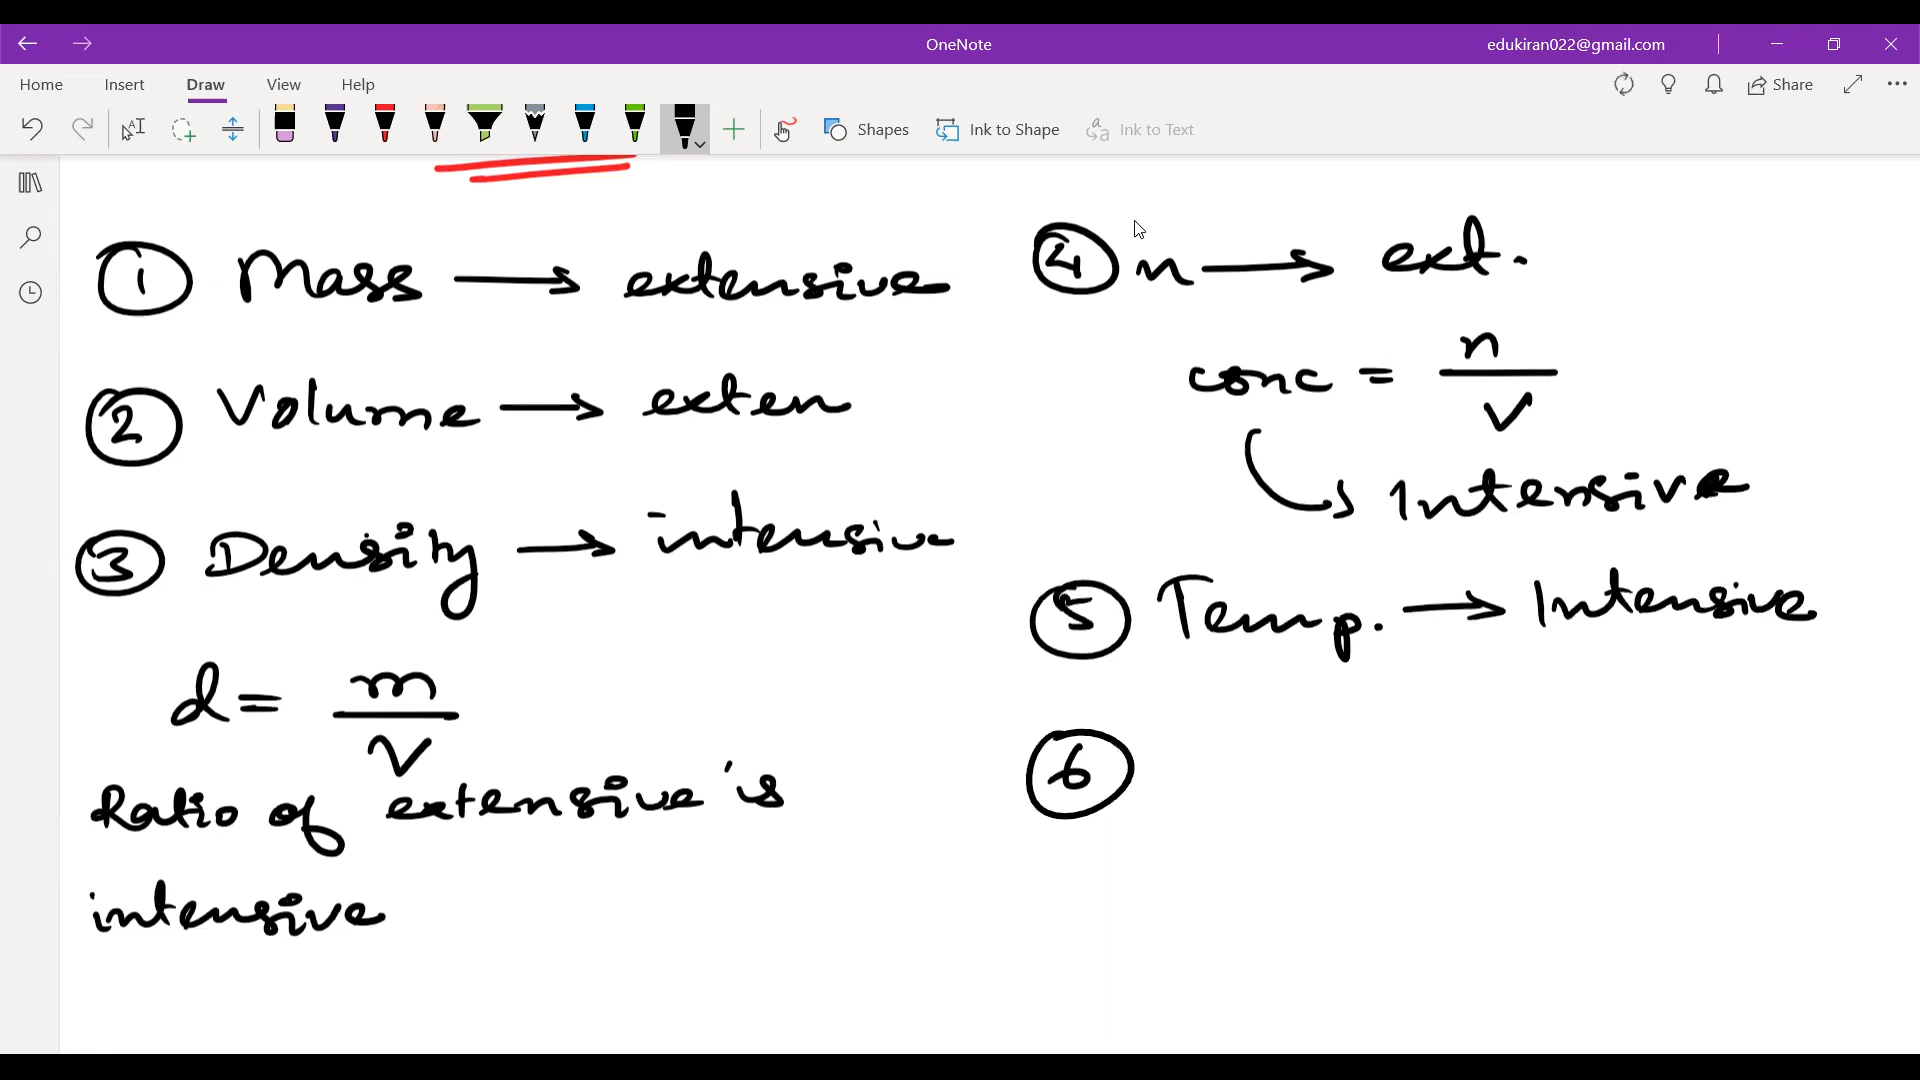 OneNote
edukiran022@gmail.com
Home Insert Draw View Help
Share
Shapes Ink to Shape Ink to Text
① Mass → extensive
② Volume → exten
③ Density → intensive
d = m/V
Ratio of extensive is
intensive
④ n → ext.
conc = n/V
Intensive
⑤ Temp. → Intensive
⑥